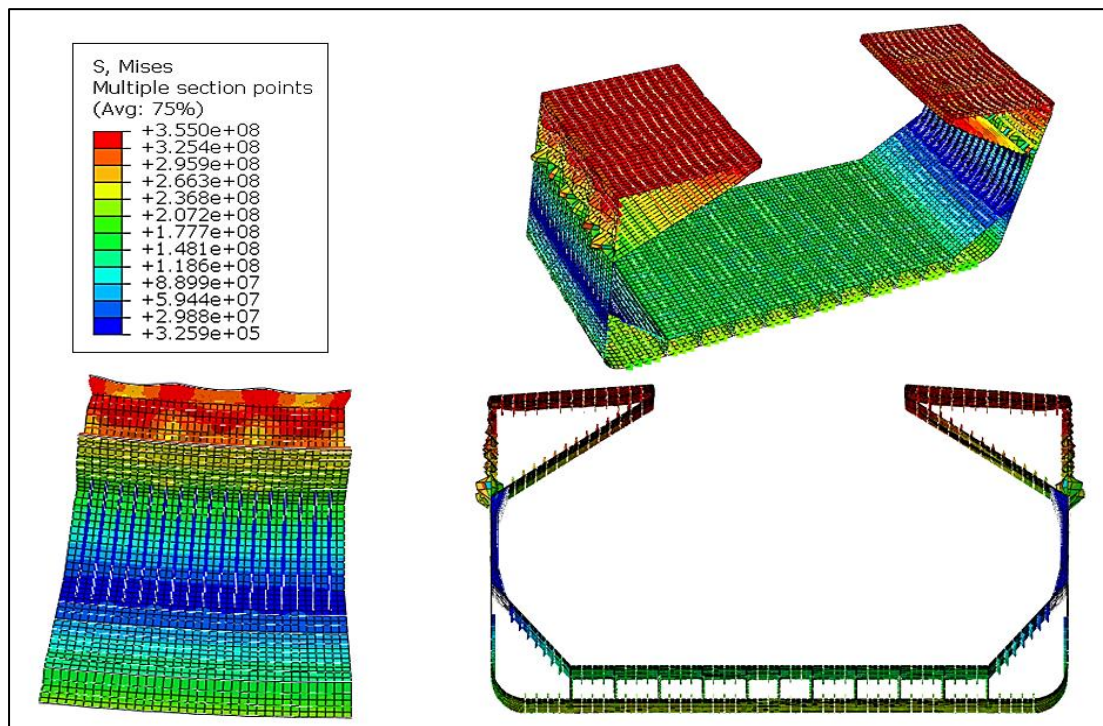 S, Mises
Multiple section points
(Avg: 75%)
+3.550e+08
+3.254e+08
+2.959e+08
+2.663e+08
+2.368e+08
+2.072e+08
+1.777e+08
+1.481e+08
+1.186e+08
+8.899e+07
+5.944e+07
+2.988e+07
+3.259e+05